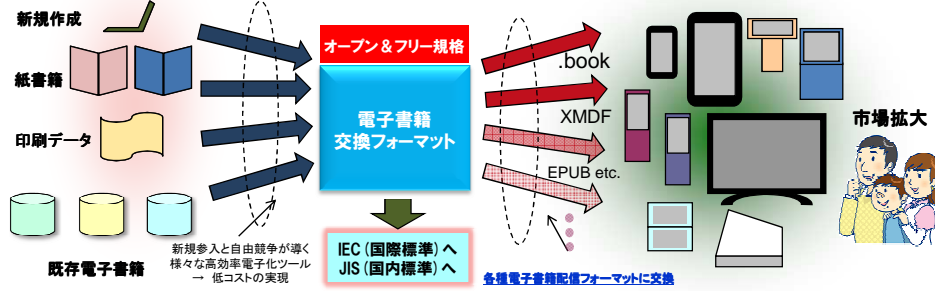 新規作成
紙書籍
印刷データ
既存電子書籍
新規参入と自由競争が導く
様々な高効率電子化ツール
→ 低コストの実現
オープン&フリー規格
電子書籍
交換フォーマット
IEC(国際標準)へ
JIS(国内標準)へ
.book
XMDF
EPUB etc.
各種電子書籍配信フォーマットに交換
市場拡大